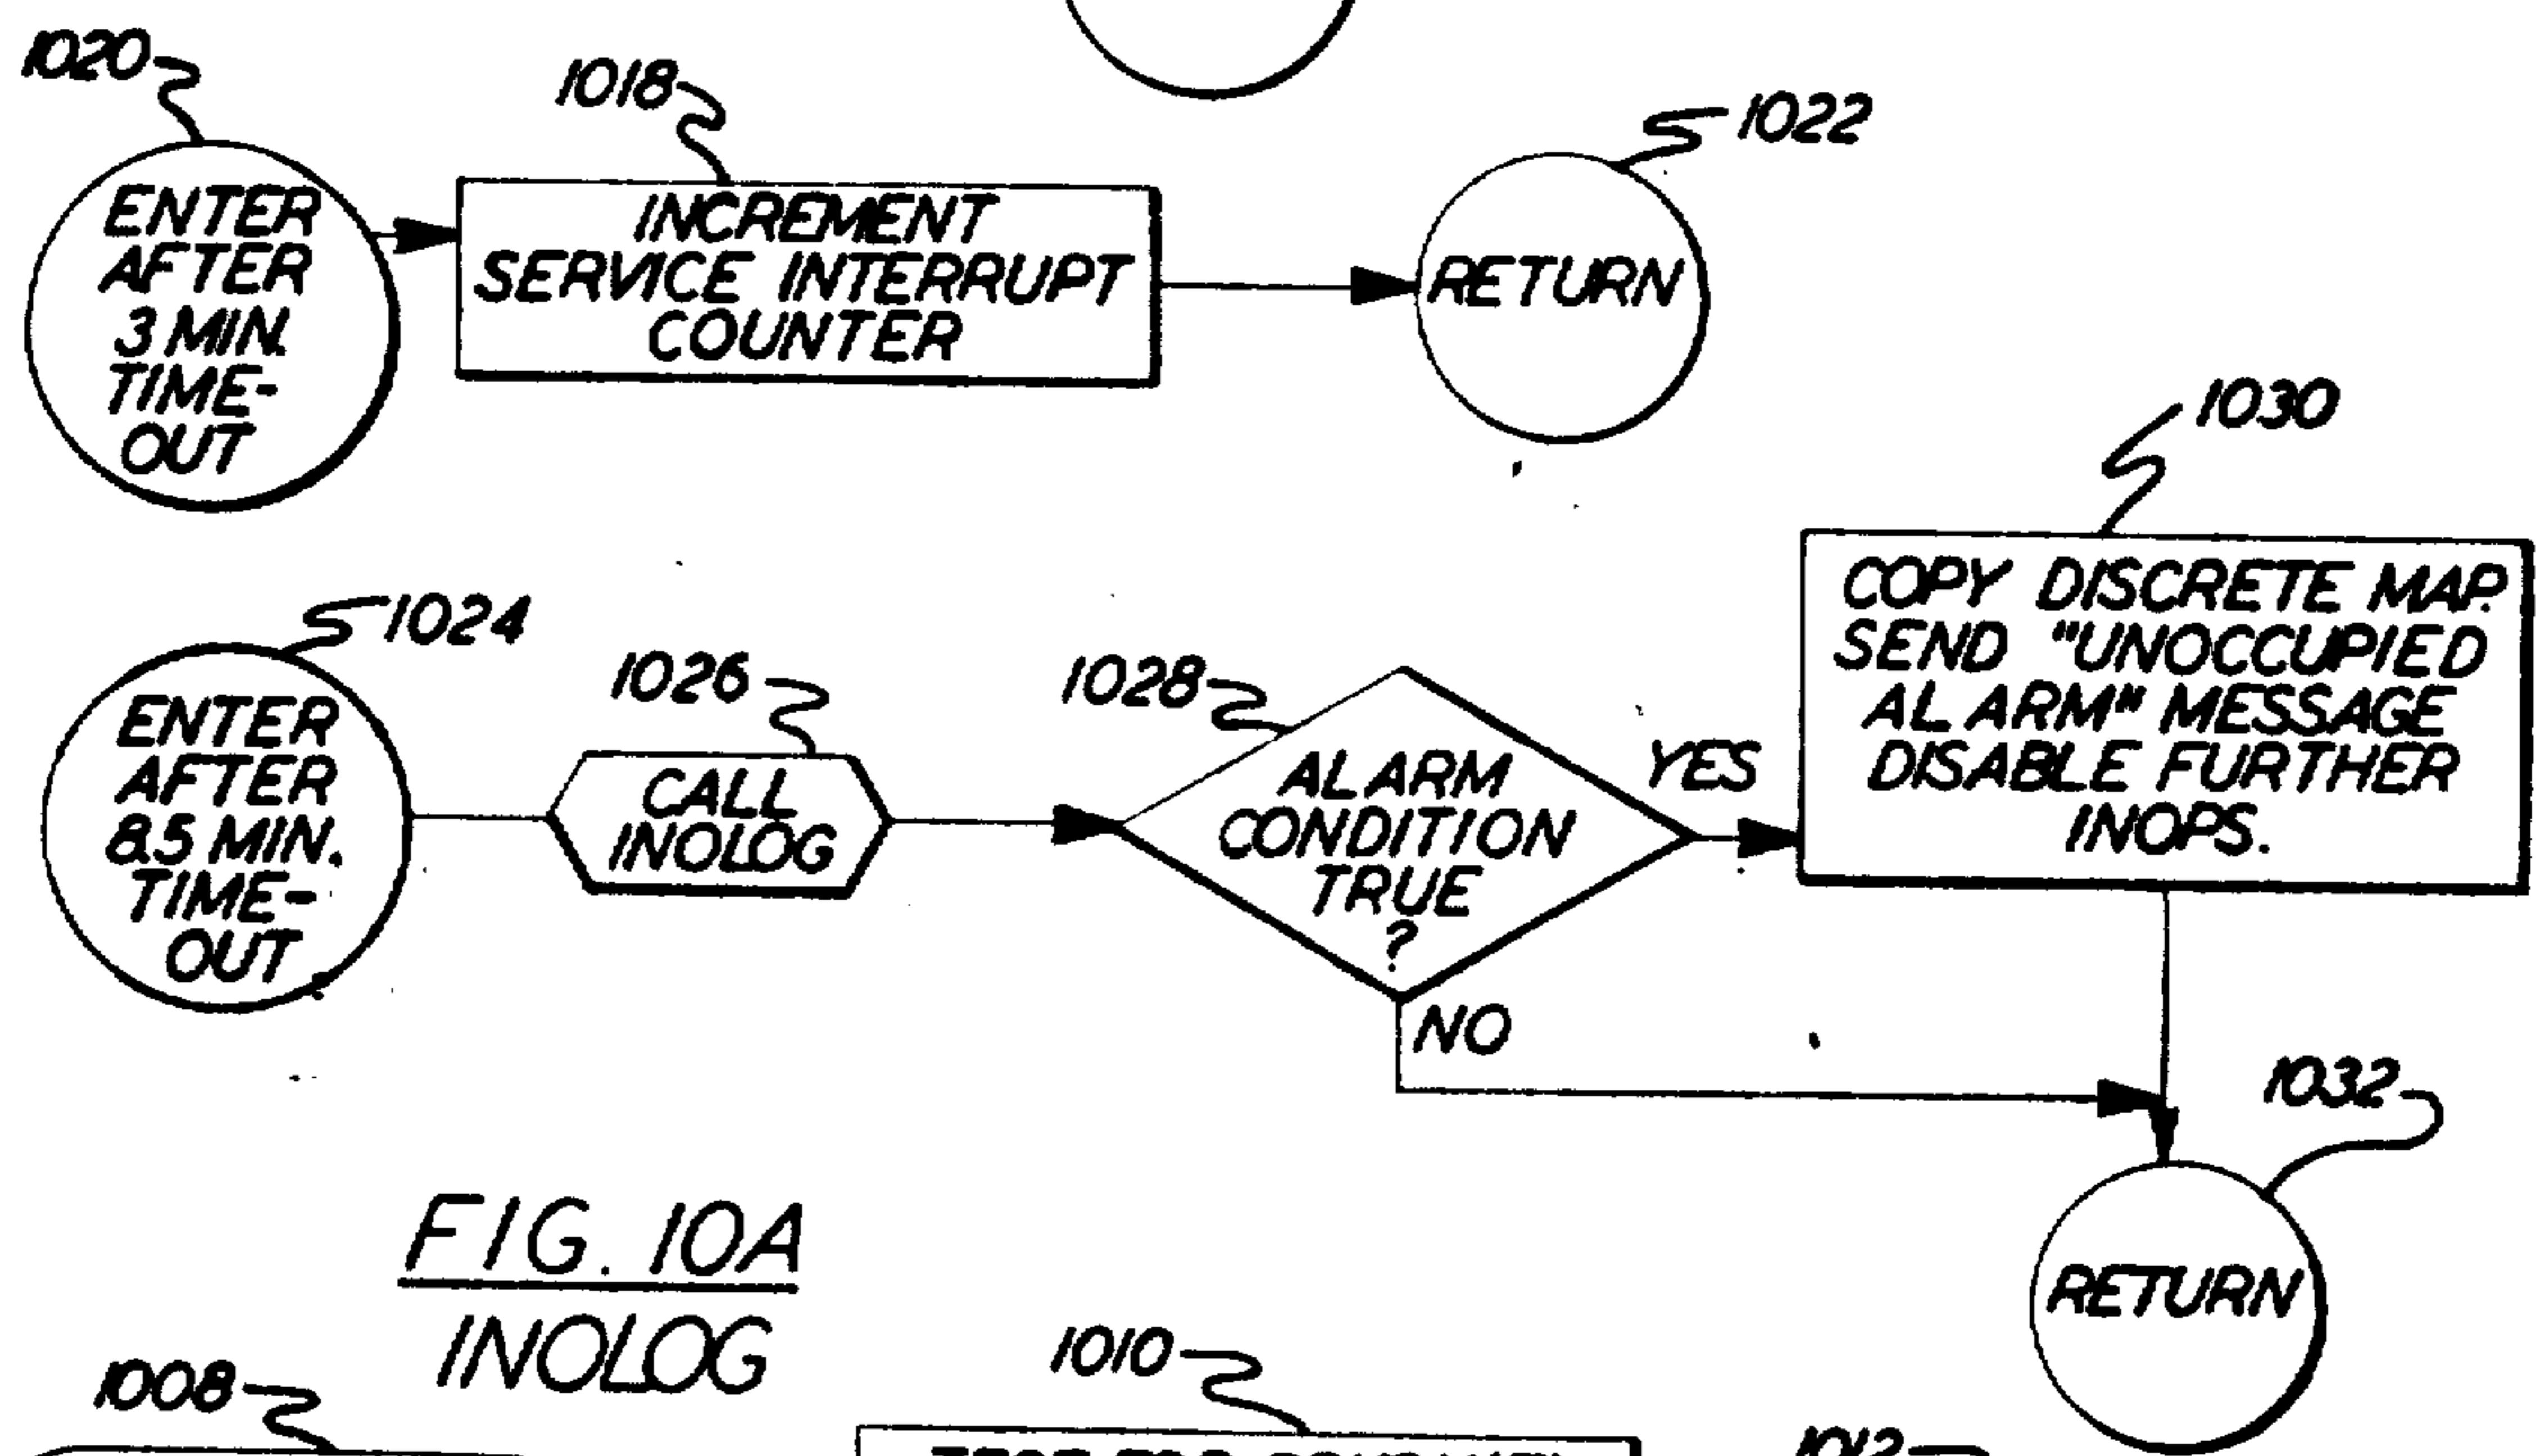 1020
1018
1022
ENTER
AFTER
3 MIN.
TIME-
OUT
INCREMENT
SERVICE INTERRUPT
COUNTER
RETURN
1030
1024
1026
1028
ENTER
AFTER
8.5 MIN.
TIME-
OUT
CALL
INOLOG
ALARM
CONDITION
TRUE
?
YES
NO
COPY DISCRETE MAP.
SEND "UNOCCUPIED
ALARM" MESSAGE
DISABLE FURTHER
INOPS.
1032
RETURN
FIG. 10A
INOLOG
1008
1010
1012